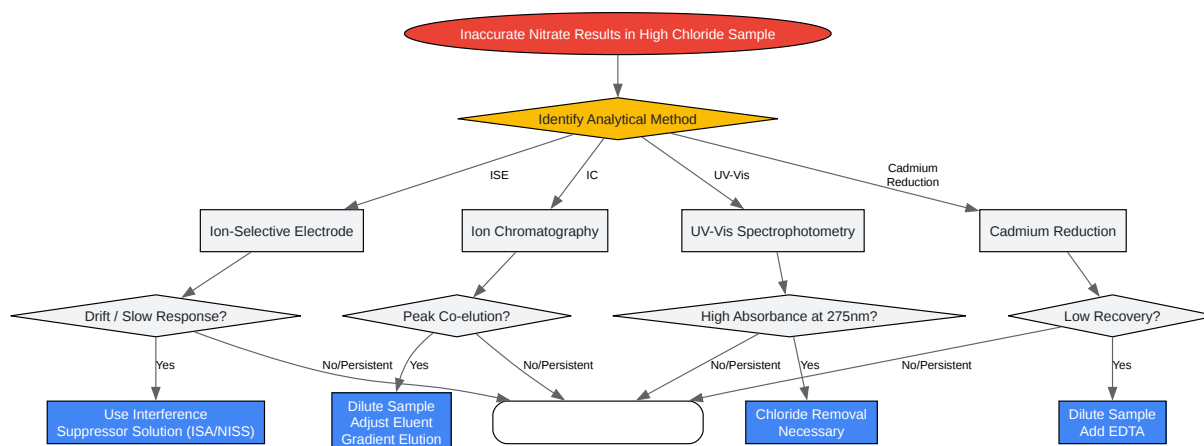 Inaccurate Nitrate Results in High Chloride Sample
Identify Analytical Method
ISE
IC
UV-Vis
Cadmium
Reduction
Ion-Selective Electrode
Ion Chromatography
UV-Vis Spectrophotometry
Cadmium Reduction
Drift / Slow Response?
Peak Co-elution?
High Absorbance at 275nm?
Low Recovery?
Yes
No/Persistent
Yes
No/Persistent
No/Persistent
Yes
No/Persistent
Yes
Use Interference
Suppressor Solution (ISA/NISS)
Dilute Sample
Adjust Eluent
Gradient Elution
Chloride Removal
Necessary
Dilute Sample
Add EDTA